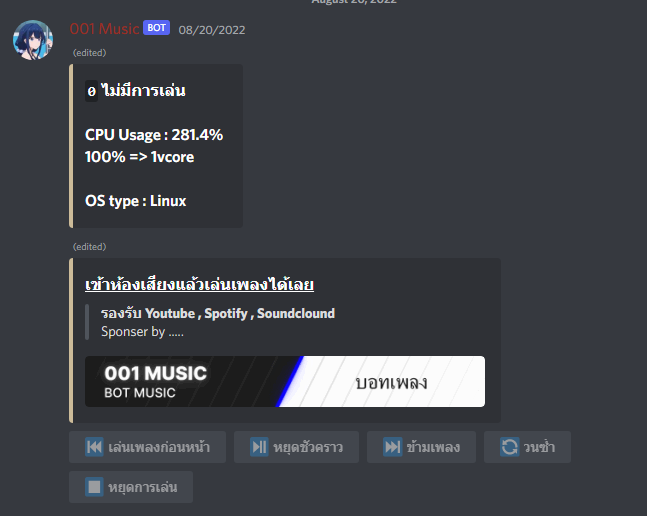 August 20, 2022
001 Music BOT 08/20/2022
(edited)
0 ไม่มีการเล่น
CPU Usage : 281.4%
100% => 1vcore
OS type : Linux
(edited)
เข้าห้องเสียงแล้วเล่นเพลงได้เลย
รองรับ Youtube , Spotify , Soundclound
Sponser by .....
001 MUSIC
BOT MUSIC
บอทเพลง
เล่นเพลงก่อนหน้า หยุดชั่วคราว ข้ามเพลง วนซ้ำ
หยุดการเล่น